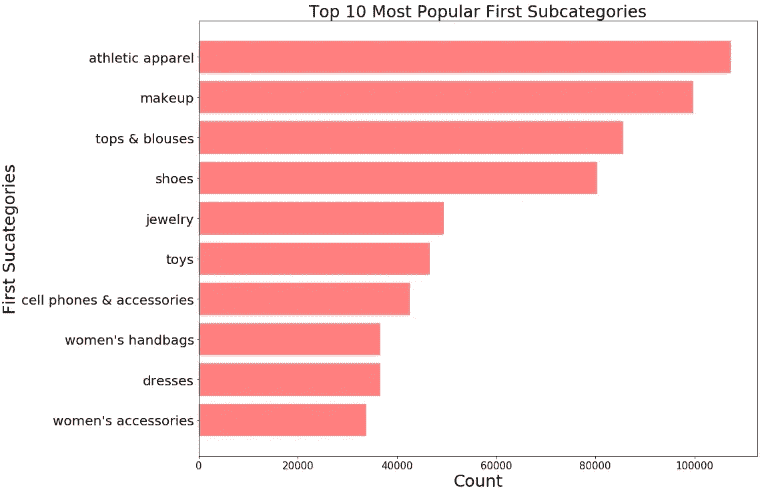 Top 10 Most Popular First Subcategories
First Sucategories
athletic apparel
makeup
tops & blouses
shoes
jewelry
toys
cell phones & accessories
women's handbags
dresses
women's accessories
0 20000 40000 60000 80000 100000
Count